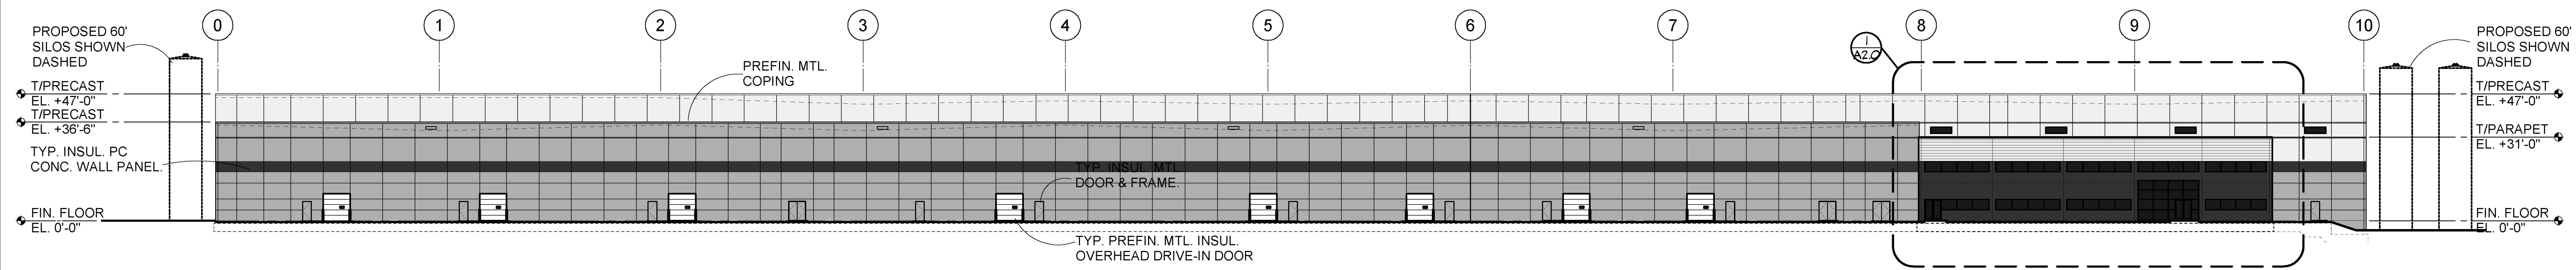 0
1
2
3
4
5
6
7
8
9
10
PROPOSED 60'
SILOS SHOWN
DASHED
T/PRECAST
EL. +47'-0"
T/PRECAST
EL. +36'-6"
TYP. INSUL. PC
CONC. WALL PANEL.
FIN. FLOOR
EL. 0'-0"
PREFIN. MTL.
COPING
TYP. INSUL MTL.
DOOR & FRAME.
TYP. PREFIN. MTL. INSUL.
OVERHEAD DRIVE-IN DOOR
1
A2.0
PROPOSED 60'
SILOS SHOWN
DASHED
T/PRECAST
EL. +47'-0"
T/PARAPET
EL. +31'-0"
FIN. FLOOR
EL. 0'-0"